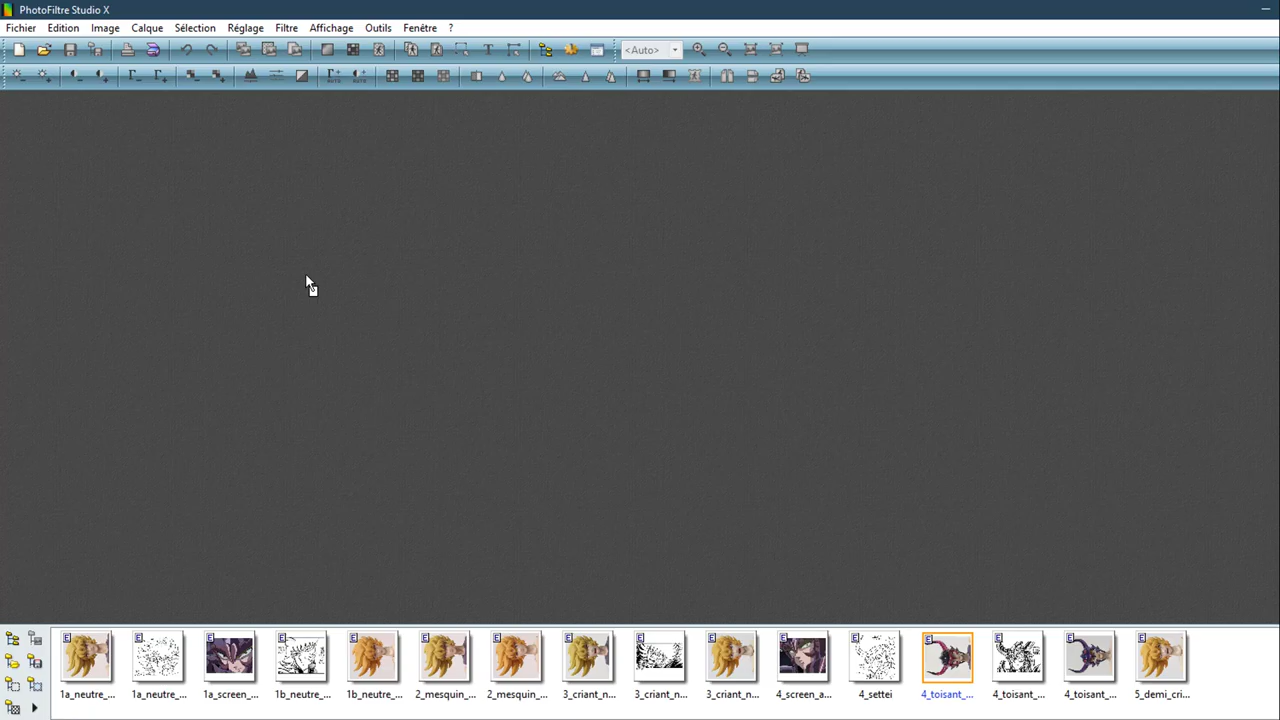 PhotoFiltre Studio X
Fichier Edition Image Calque Sélection Réglage Filtre Affichage Outils Fenêtre ?
<Auto>
1a_neutre_... 1a_neutre_... 1a_screen_... 1b_neutre_... 1b_neutre_... 2_mesquin_... 2_mesquin_... 3_criant_n... 3_criant_n... 3_criant_n... 4_screen_a... 4_settei 4_toisant_... 4_toisant_... 4_toisant_... 5_demi_cri...